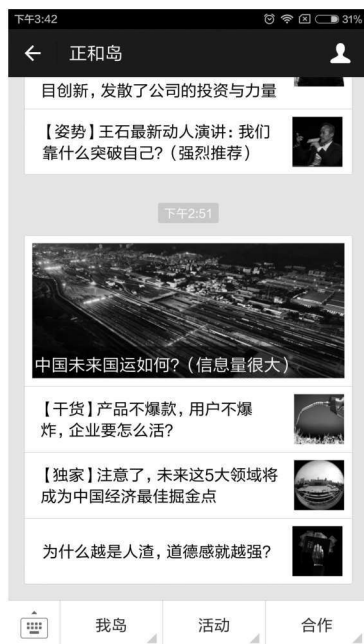 下午3:42
31%
正和岛
目创新，发散了公司的投资与力量
【姿势】王石最新动人演讲：我们
靠什么突破自己？（强烈推荐）
下午2:51
中国未来国运如何？（信息量很大）
【干货】产品不爆款，用户不爆
炸，企业要怎么活？
【独家】注意了，未来这5大领域将
成为中国经济最佳掘金点
为什么越是人渣，道德感就越强？
我岛
活动
合作